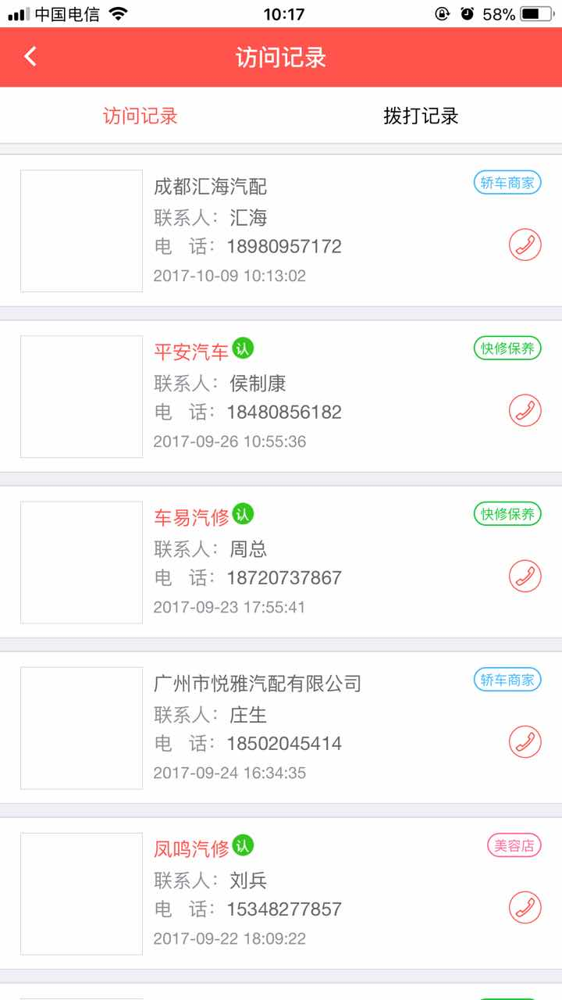 中国电信 10:17 58%
访问记录
访问记录 拨打记录
成都汇海汽配 轿车商家
联系人：汇海
电 话：18980957172
2017-10-09 10:13:02
平安汽车 认 快修保养
联系人：侯制康
电 话：18480856182
2017-09-26 10:55:36
车易汽修 认 快修保养
联系人：周总
电 话：18720737867
2017-09-23 17:55:41
广州市悦雅汽配有限公司 轿车商家
联系人：庄生
电 话：18502045414
2017-09-24 16:34:35
凤鸣汽修 认 美容店
联系人：刘兵
电 话：15348277857
2017-09-22 18:09:22